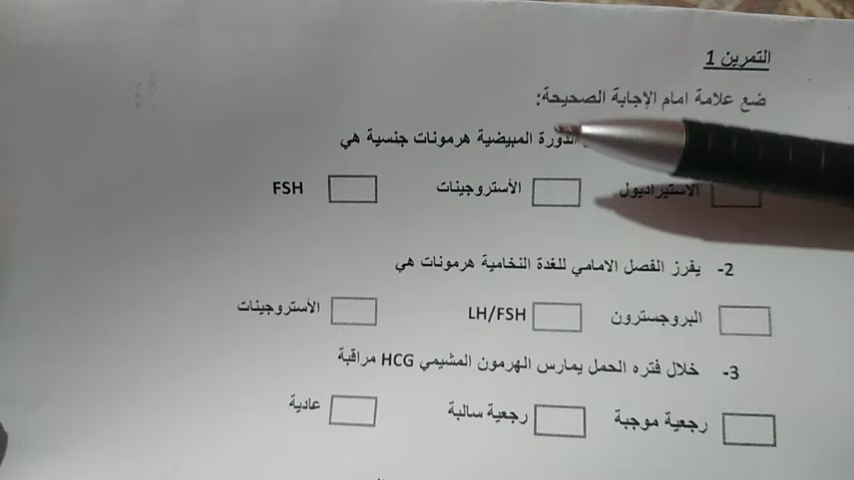 التمرين 1
ضع علامة امام الإجابة الصحيحة:
الدورة المبيضية هرمونات جنسية هي
الاستيراديول الأستروجينات FSH
2- يفرز الفصل الامامي للغدة النخامية هرمونات هي
البروجسترون LH/FSH الأستروجينات
3- خلال فتره الحمل يمارس الهرمون المشيمي HCG مراقبة
رجعية موجبة رجعية سالبة عادية